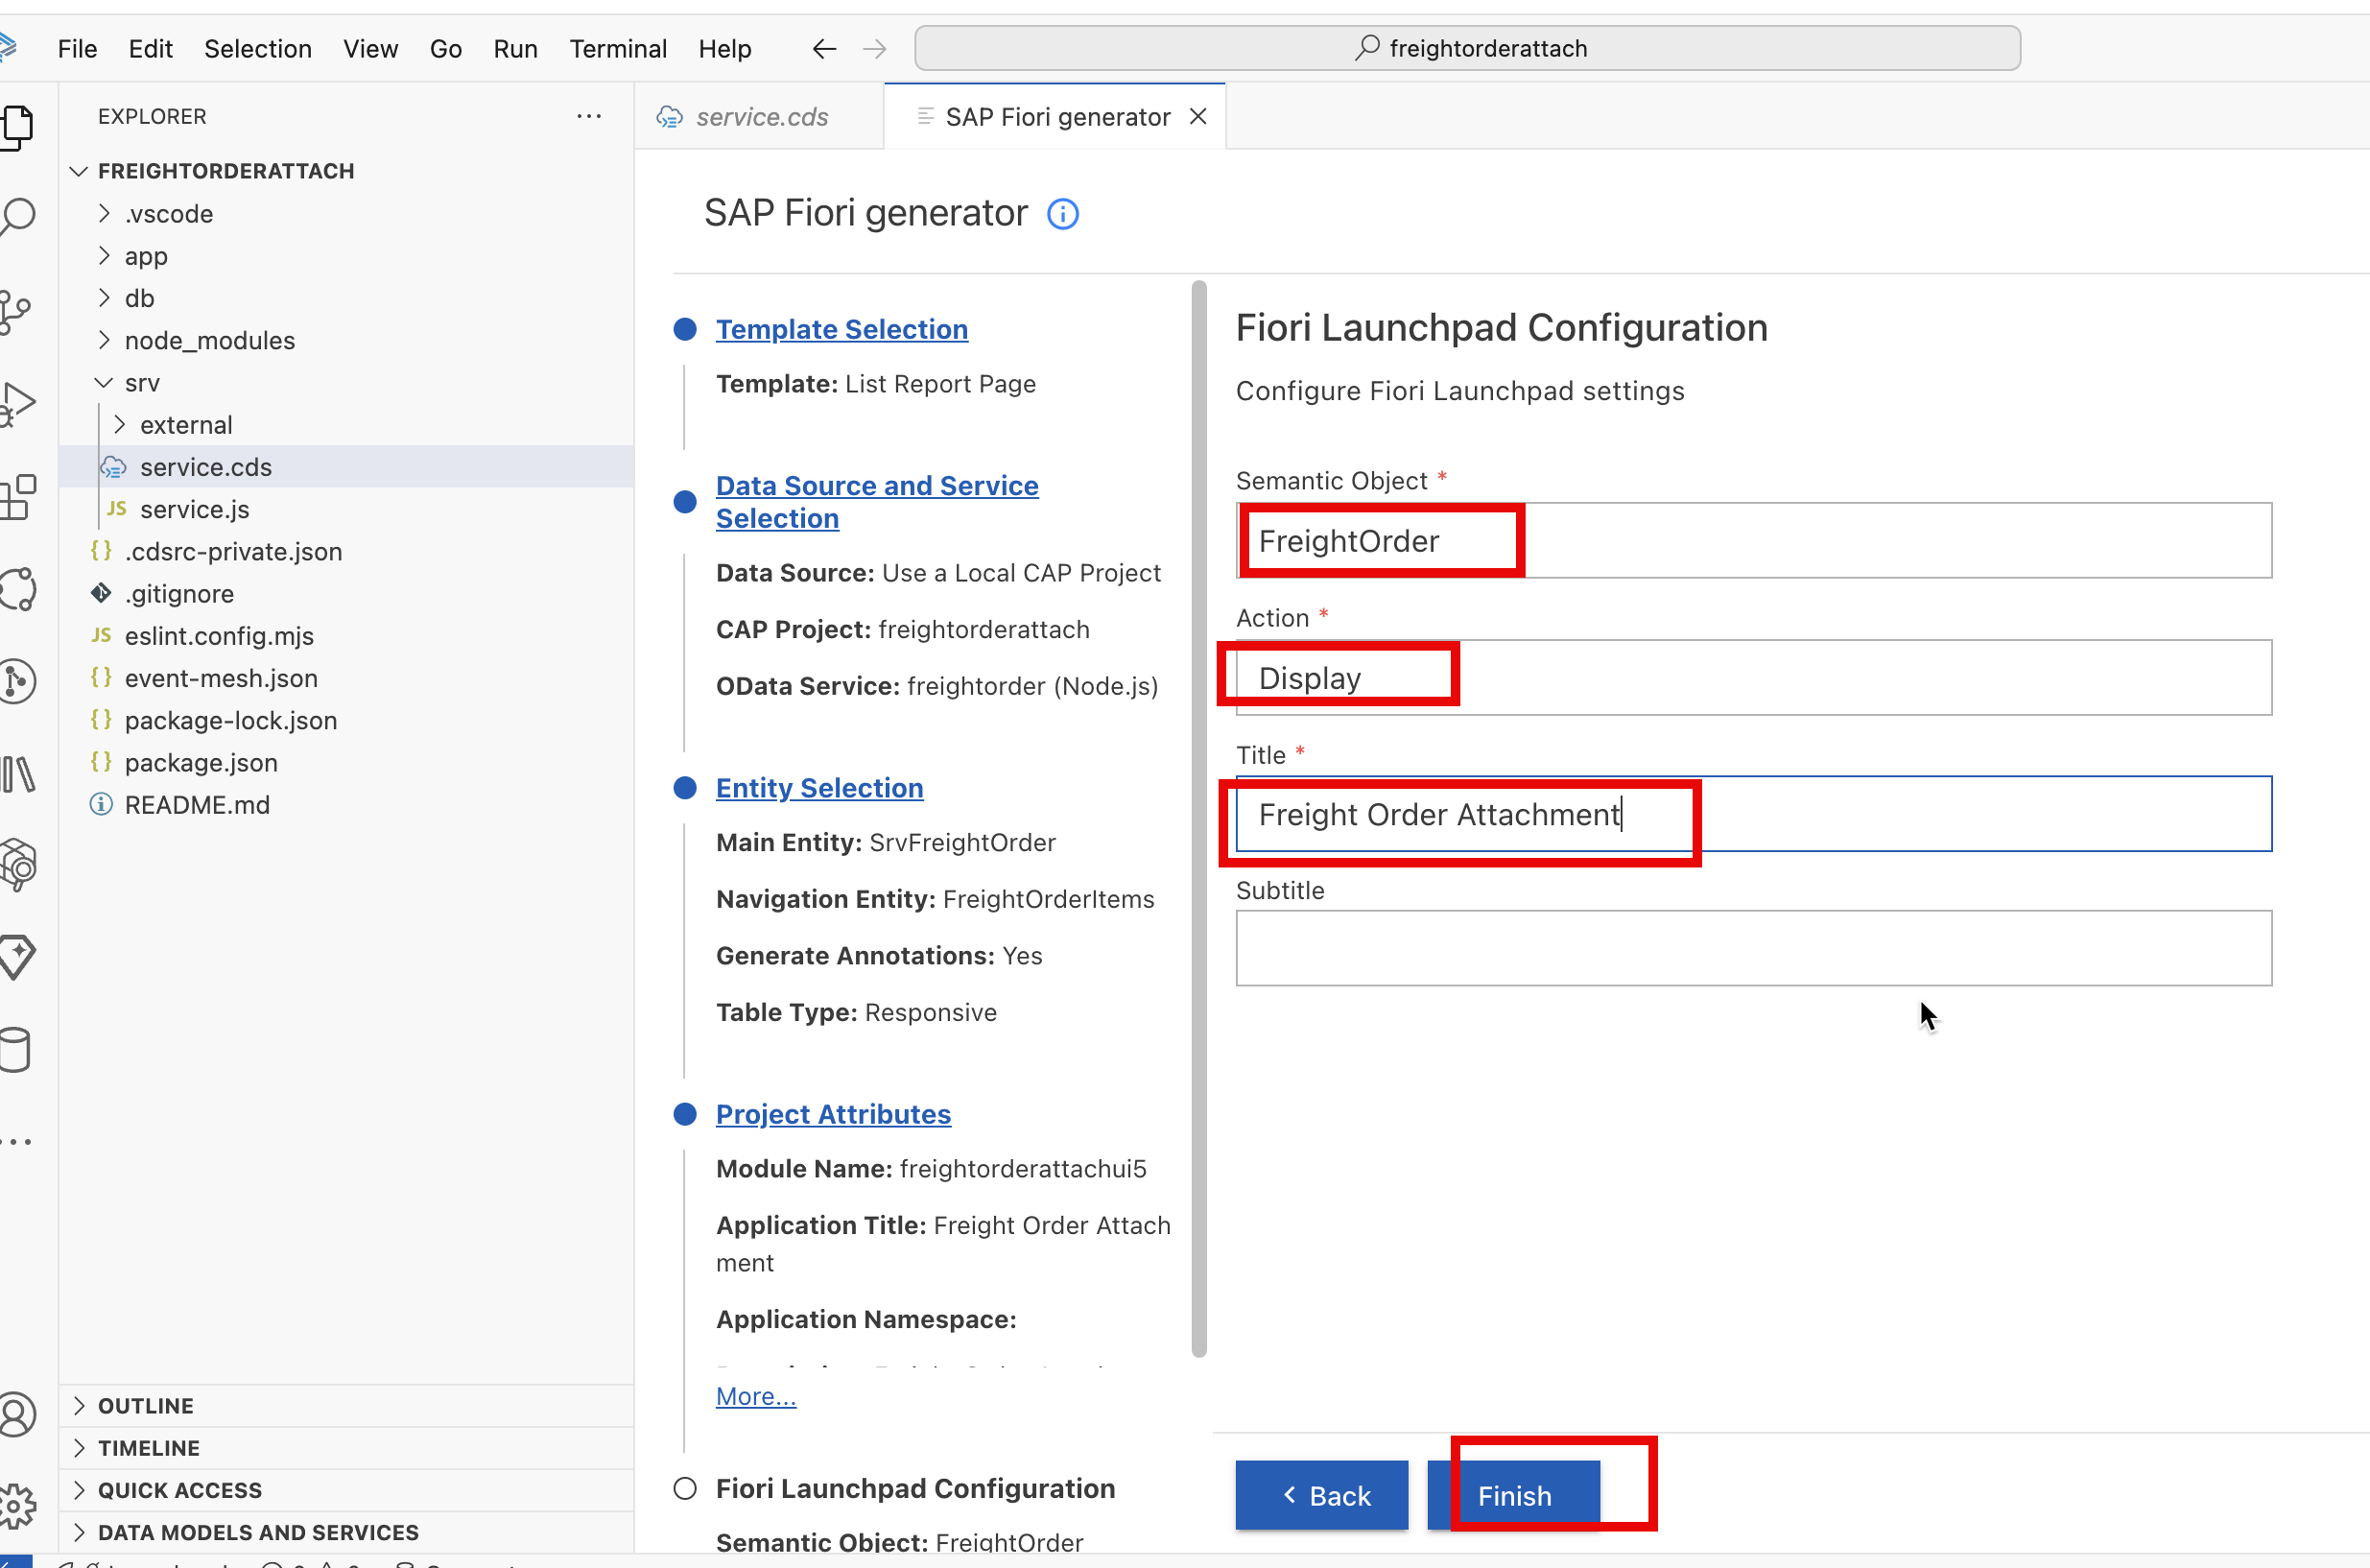 File Edit Selection View Go Run Terminal Help
freightorderattach
EXPLORER
FREIGHTORDERATTACH
.vscode
app
db
node_modules
srv
external
service.cds
JS service.js
{} .cdsrc-private.json
.gitignore
JS eslint.config.mjs
{} event-mesh.json
{} package-lock.json
{} package.json
README.md
OUTLINE
TIMELINE
QUICK ACCESS
DATA MODELS AND SERVICES
service.cds
SAP Fiori generator
SAP Fiori generator
Template Selection
Template: List Report Page
Data Source and Service
Selection
Data Source: Use a Local CAP Project
CAP Project: freightorderattach
OData Service: freightorder (Node.js)
Entity Selection
Main Entity: SrvFreightOrder
Navigation Entity: FreightOrderItems
Generate Annotations: Yes
Table Type: Responsive
Project Attributes
Module Name: freightorderattachui5
Application Title: Freight Order Attach
ment
Application Namespace:
More...
Fiori Launchpad Configuration
Semantic Object: FreightOrder
Fiori Launchpad Configuration
Configure Fiori Launchpad settings
Semantic Object *
FreightOrder
Action *
Display
Title *
Freight Order Attachment
Subtitle
Back
Finish